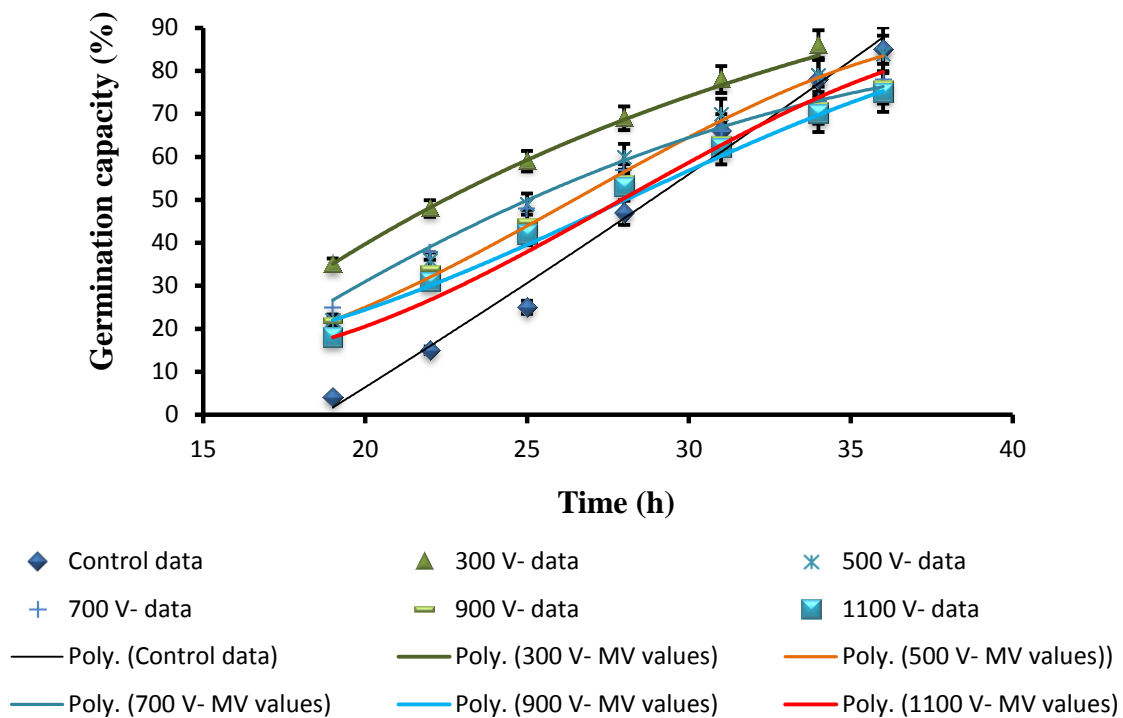 Germination capacity (%)
90
80
70
60
50
40
30
20
10
0
15 20 25 30 35 40
Time (h)
Control data 300 V- data 500 V- data
700 V- data 900 V- data 1100 V- data
Poly. (Control data) Poly. (300 V- MV values) Poly. (500 V- MV values))
Poly. (700 V- MV values) Poly. (900 V- MV values) Poly. (1100 V- MV values)